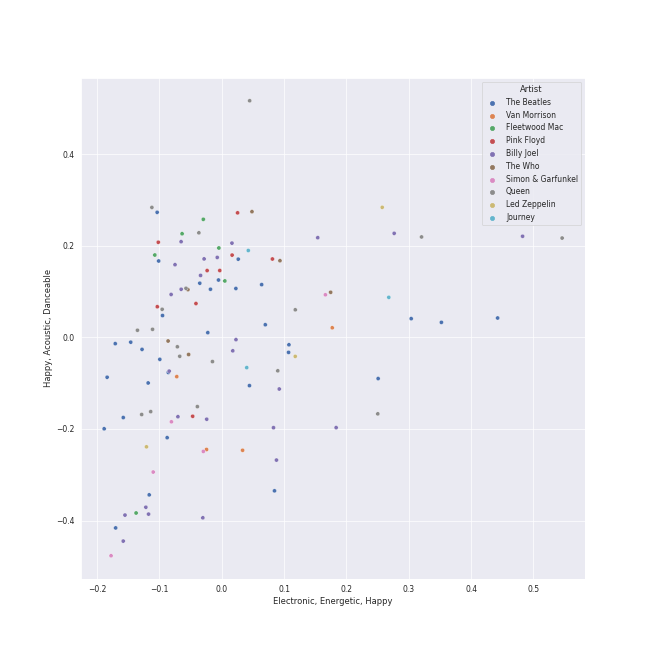 Artist
The Beatles
Van Morrison
Fleetwood Mac
Pink Floyd
Billy Joel
The Who
Simon & Garfunkel
Queen
Led Zeppelin
Journey
Happy, Acoustic, Danceable
0.4
0.2
0.0
−0.2
−0.4
−0.2 −0.1 0.0 0.1 0.2 0.3 0.4 0.5
Electronic, Energetic, Happy